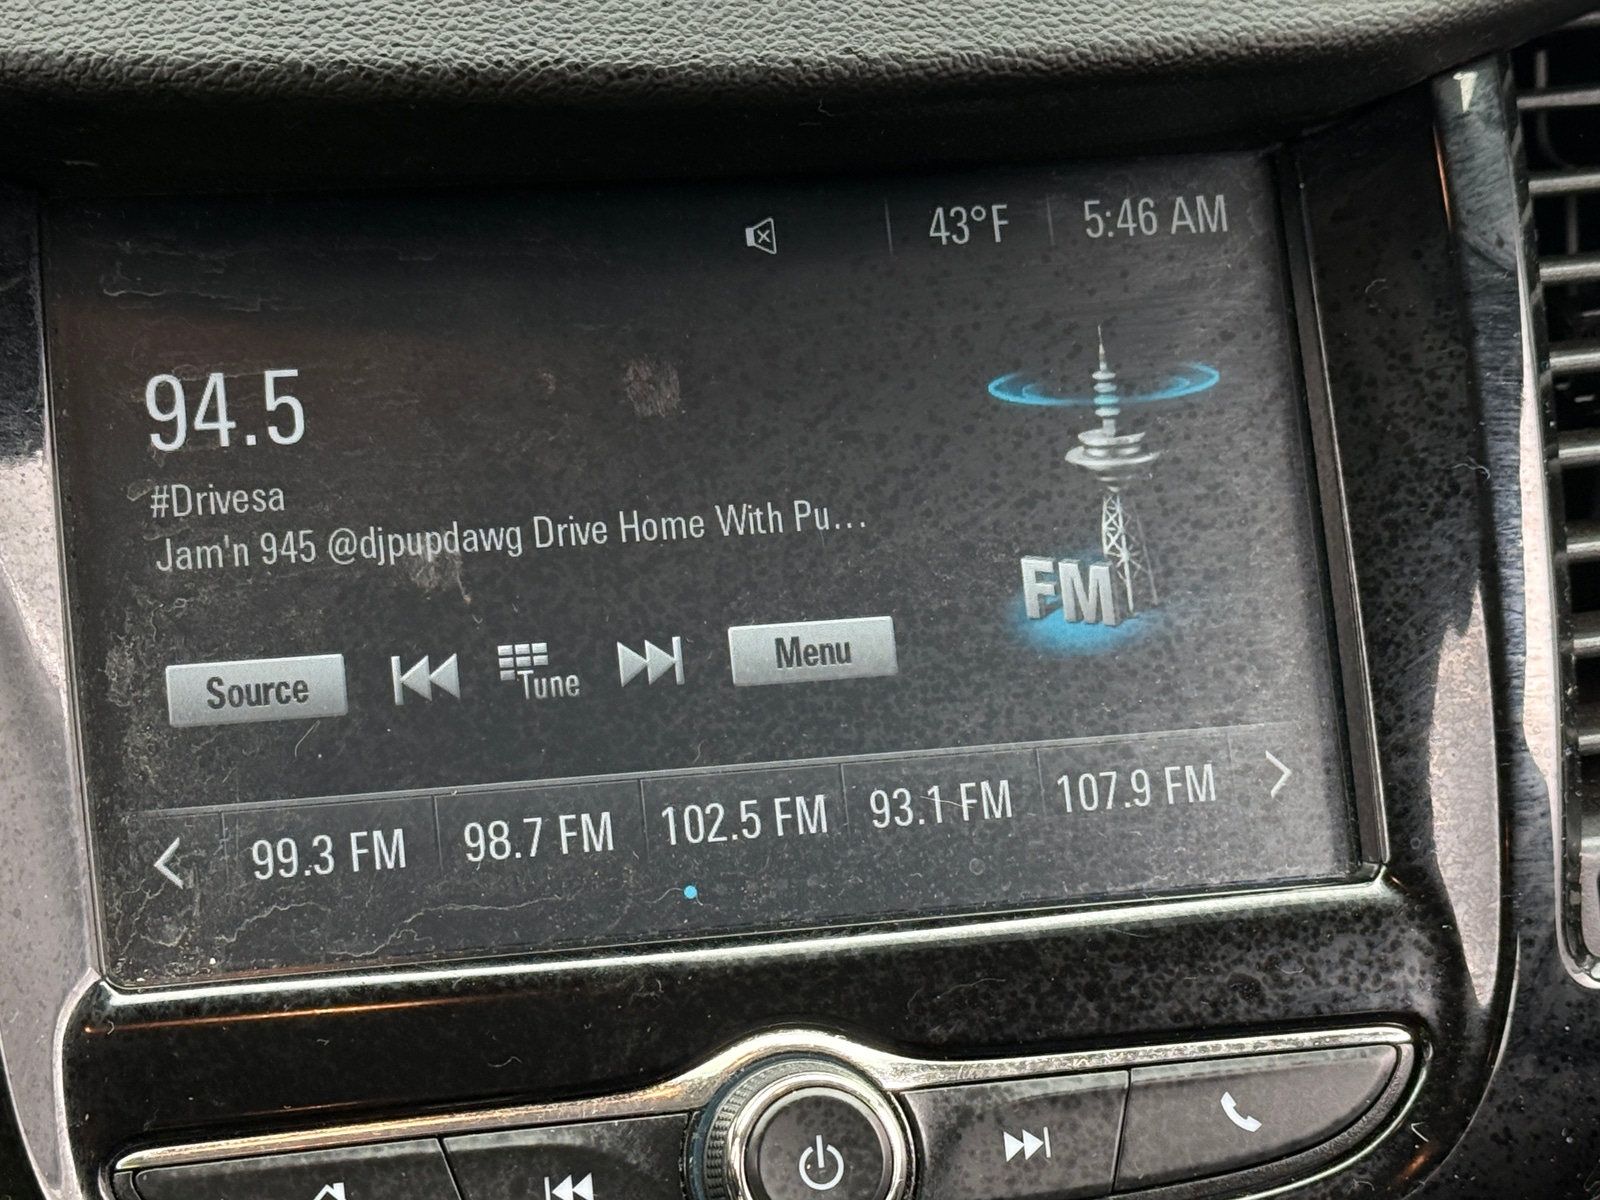 43°F 5:46 AM
94.5
#Drivesa
Jam'n 945 @djpupdawg Drive Home With Pu...
FM
Source Tune Menu
99.3 FM 98.7 FM 102.5 FM 93.1 FM 107.9 FM